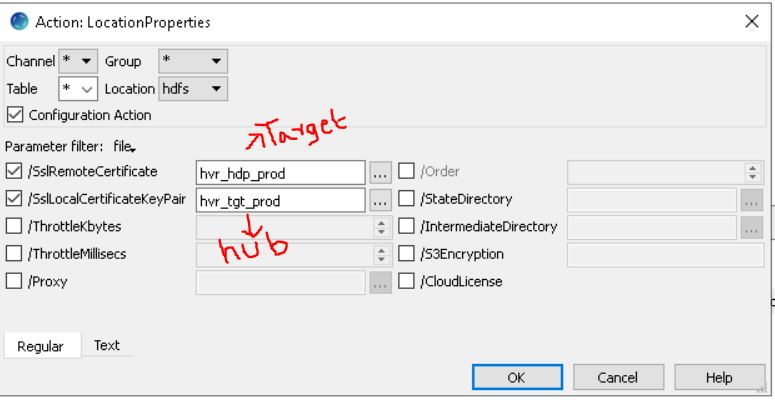 Action: LocationProperties
Channel * Group *
Table * Location hdfs
Configuration Action
Target
Parameter filter: file
/SslRemoteCertificate hvr_hdp_prod ... /Order
/SslLocalCertificateKeyPair hvr_tgt_prod ... /StateDirectory ...
/ThrottleKbytes /IntermediateDirectory ...
hub
/ThrottleMillisecs /S3Encryption
/Proxy ... /CloudLicense
Regular Text
OK Cancel Help